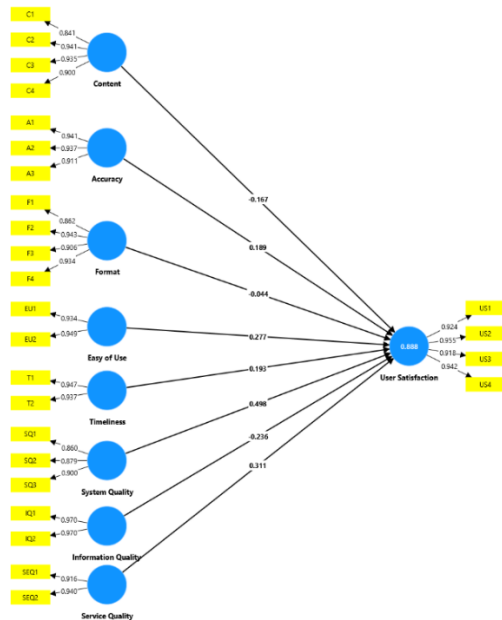 C1
0.841
C2
0.941
C3
0.935
C4
0.900
Content
-0.167
A1
0.941
A2
0.937
A3
0.911
Accuracy
0.189
F1
0.862
F2
0.943
F3
0.906
F4
0.934
Format
-0.044
EU1
0.934
EU2
0.949
Easy of Use
0.277
T1
0.947
T2
0.937
Timeliness
0.193
SQ1
0.860
SQ2
0.879
SQ3
0.900
System Quality
0.498
IQ1
0.970
IQ2
0.970
Information Quality
-0.236
SEQ1
0.916
SEQ2
0.940
Service Quality
0.311
0.888
User Satisfaction
US1
0.924
US2
0.955
US3
0.918
US4
0.942